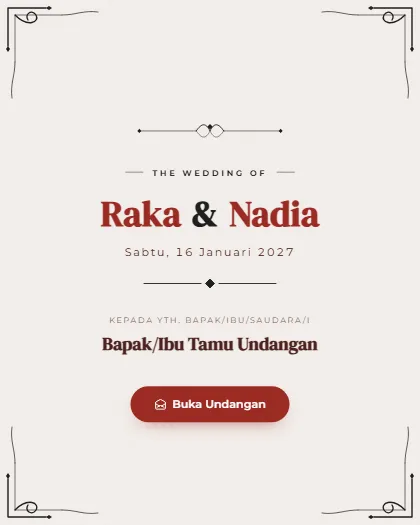 THE WEDDING OF
Raka & Nadia
Sabtu, 16 Januari 2027
KEPADA YTH. BAPAK/IBU/SAUDARA/I
Bapak/Ibu Tamu Undangan
Buka Undangan